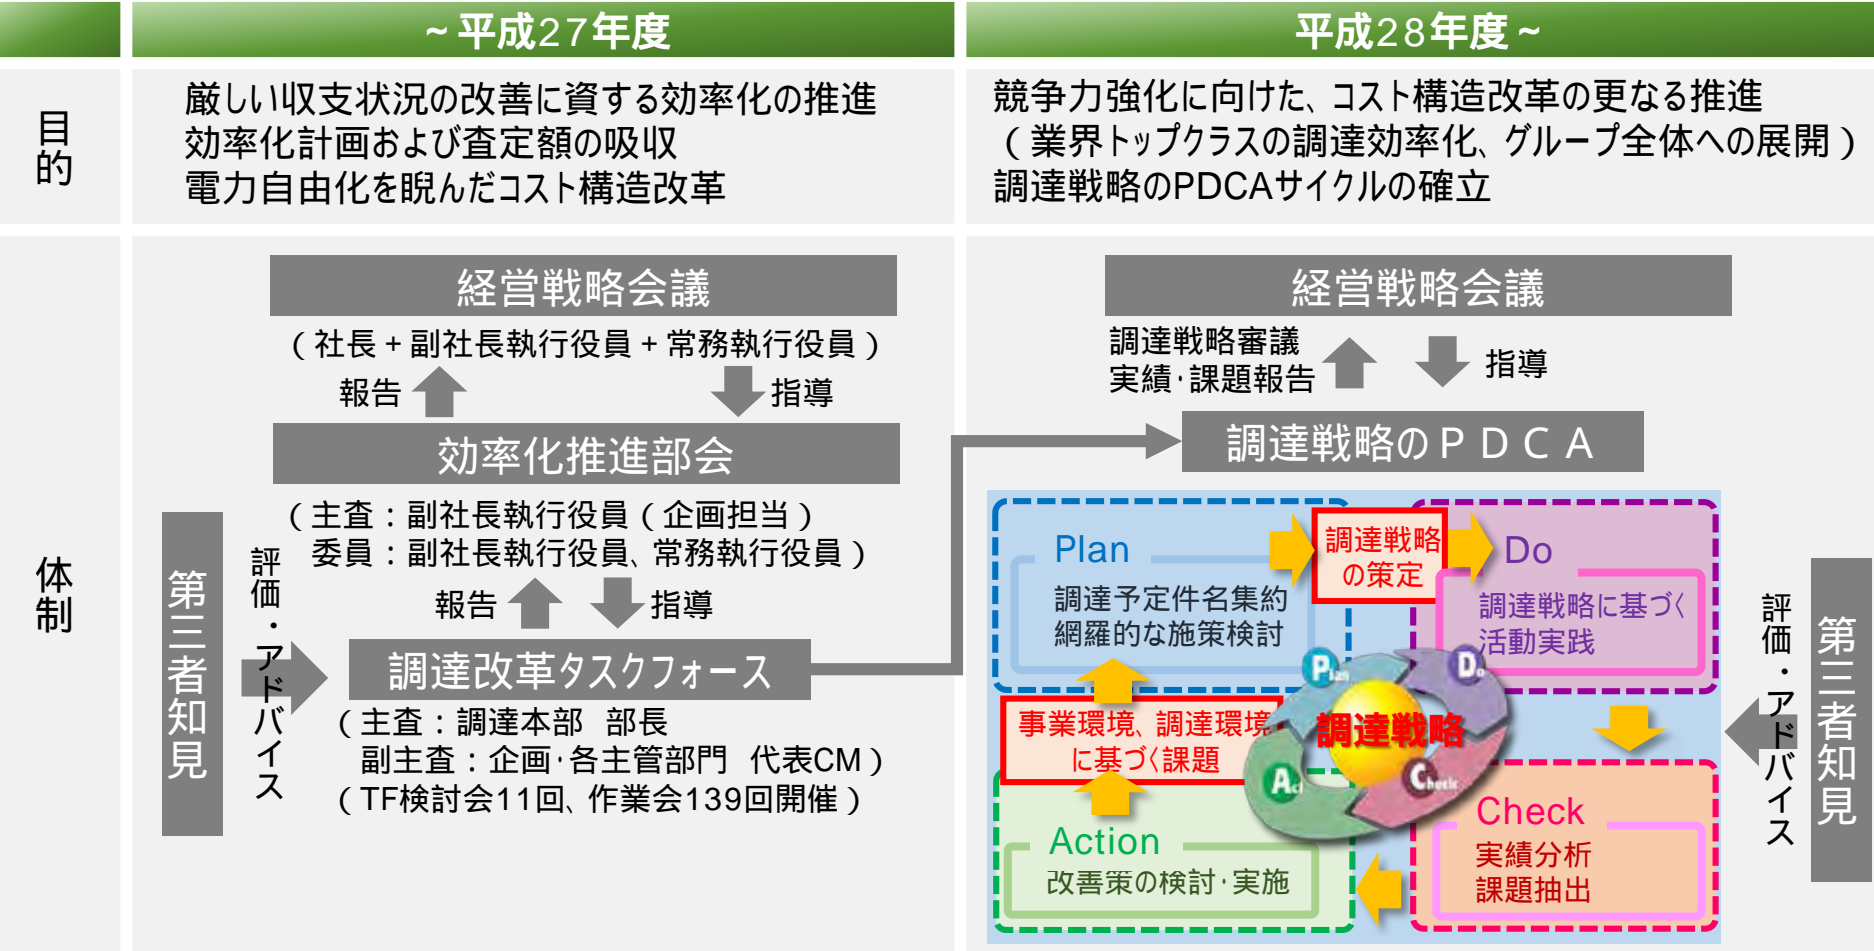 ～平成27年度
平成28年度～
目的
厳しい収支状況の改善に資する効率化の推進
効率化計画および査定額の吸収
電力自由化を睨んだコスト構造改革
競争力強化に向けた、コスト構造改革の更なる推進
（業界トップクラスの調達効率化、グループ全体への展開）
調達戦略のPDCAサイクルの確立
体制
経営戦略会議
（社長＋副社長執行役員＋常務執行役員）
報告
指導
効率化推進部会
（主査：副社長執行役員（企画担当）
委員：副社長執行役員、常務執行役員）
報告
指導
第三者知見
評価・アドバイス
調達改革タスクフォース
（主査：調達本部 部長
副主査：企画・各主管部門 代表CM）
（TF検討会11回、作業会139回開催）
経営戦略会議
調達戦略審議
実績・課題報告
指導
調達戦略のＰＤＣＡ
Plan
調達予定件名集約
網羅的な施策検討
調達戦略
の策定
Do
調達戦略に基づく
活動実践
事業環境、調達環境
に基づく課題
Plan
Do
調達戦略
Act
Check
Action
改善策の検討・実施
Check
実績分析
課題抽出
評価・アドバイス
第三者知見